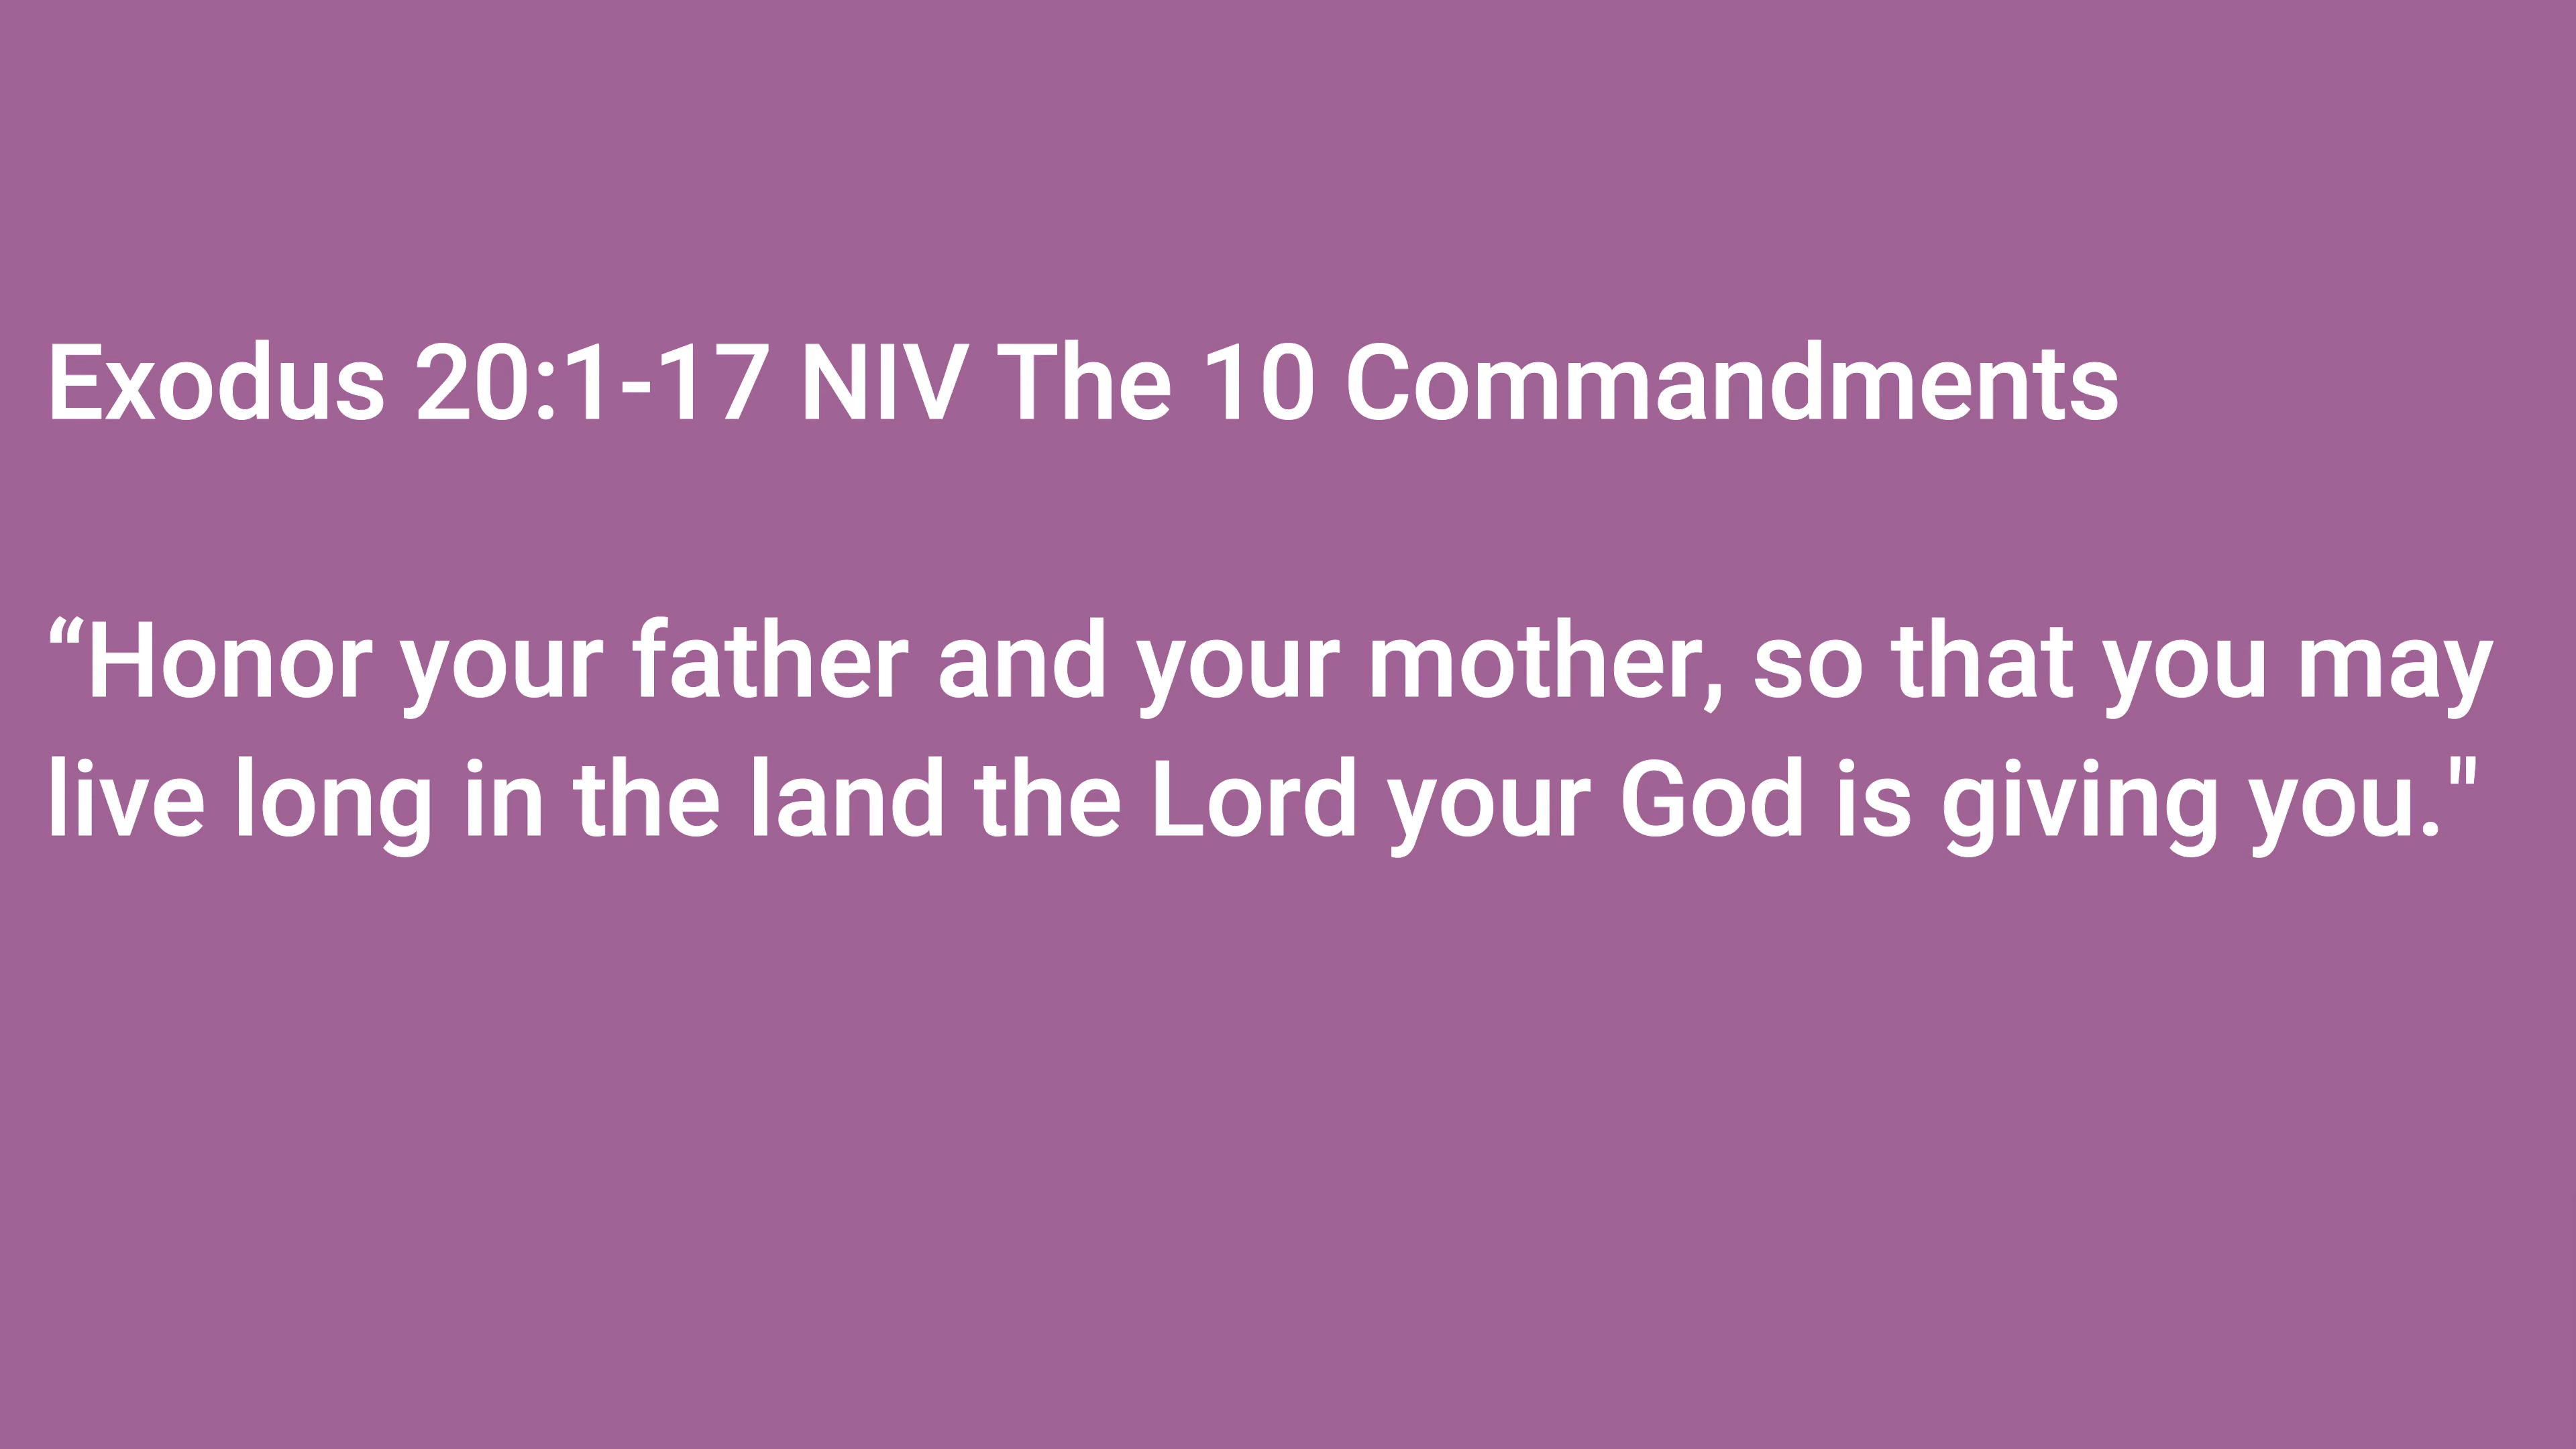 Exodus 20:1-17 NIV The 10 Commandments
“Honor your father and your mother, so that you may
live long in the land the Lord your God is giving you."